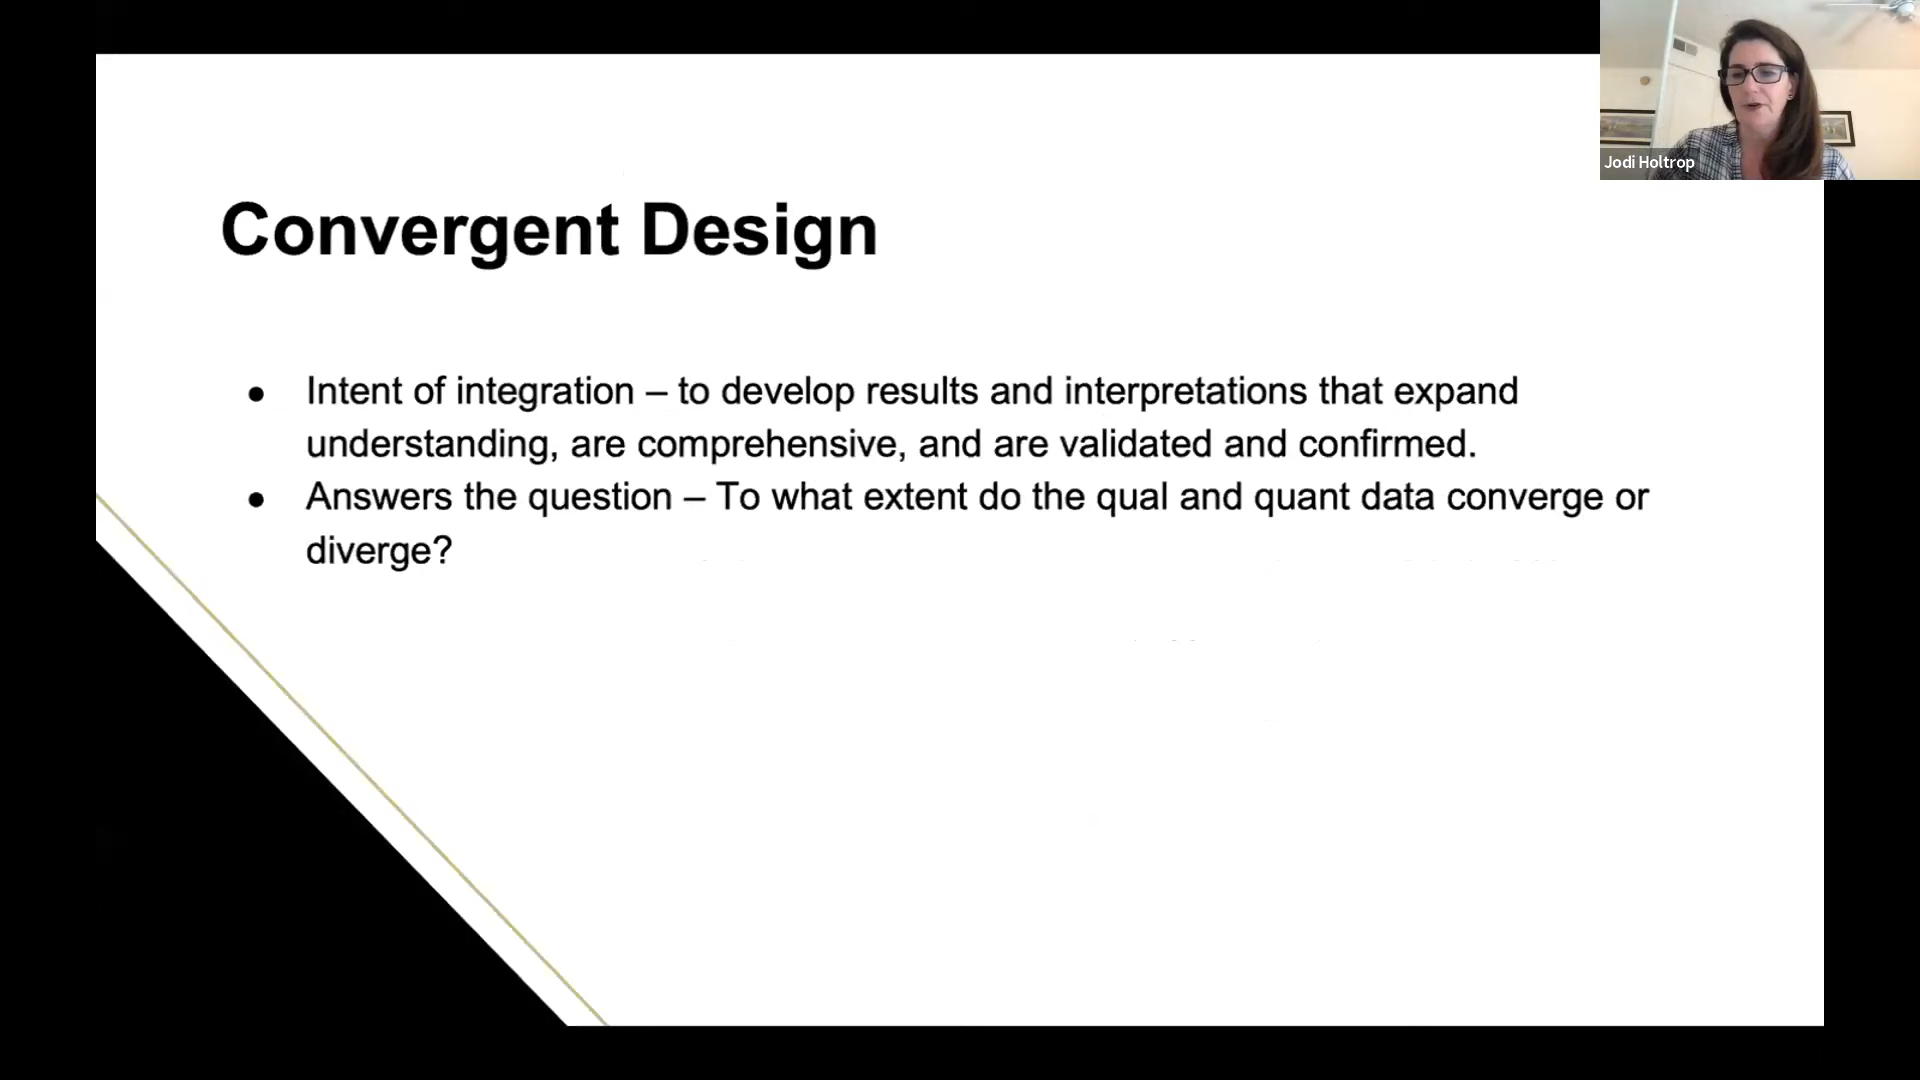 Jodi Holtrop
Convergent Design
● Intent of integration – to develop results and interpretations that expand
understanding, are comprehensive, and are validated and confirmed.
● Answers the question – To what extent do the qual and quant data converge or
diverge?